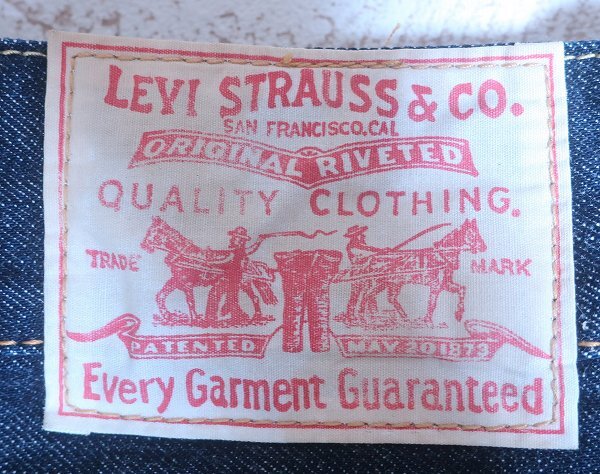 LEVI STRAUSS & CO.
SAN FRANCISCO, CAL
ORIGINAL RIVETED
QUALITY CLOTHING.
TRADE MARK
PATENTED MAY 20 1873
Every Garment Guaranteed